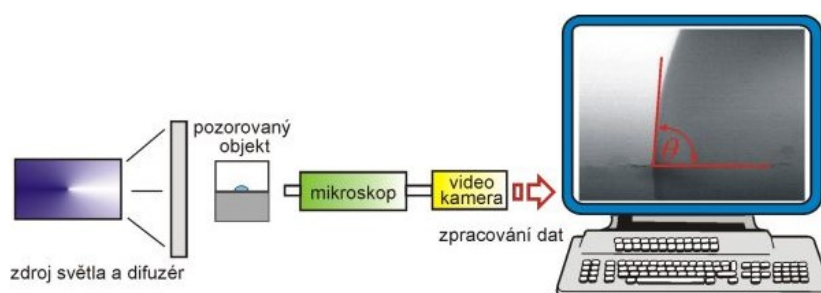 pozorovaný
objekt
mikroskop
video
kamera
zpracování dat
zdroj světla a difuzér
θ